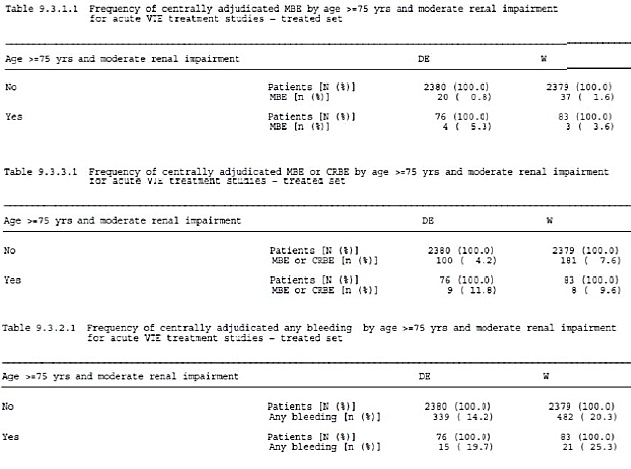 Table 9.3.1.1 Frequency of centrally adjudicated MBE by age >=75 yrs and moderate renal impairment
for acute VTE treatment studies - treated set
Age >=75 yrs and moderate renal impairment DE W
No Patients [N (%)] 2380 (100.0) 2379 (100.0)
MBE [n (%)] 20 ( 0.8) 37 ( 1.6)
Yes Patients [N (%)] 76 (100.0) 83 (100.0)
MBE [n (%)] 4 ( 5.3) 3 ( 3.6)
Table 9.3.3.1 Frequency of centrally adjudicated MBE or CRBE by age >=75 yrs and moderate renal impairment
for acute VTE treatment studies - treated set
Age >=75 yrs and moderate renal impairment DE W
No Patients [N (%)] 2380 (100.0) 2379 (100.0)
MBE or CRBE [n (%)] 100 ( 4.2) 181 ( 7.6)
Yes Patients [N (%)] 76 (100.0) 83 (100.0)
MBE or CRBE [n (%)] 9 ( 11.8) 8 ( 9.6)
Table 9.3.2.1 Frequency of centrally adjudicated any bleeding by age >=75 yrs and moderate renal impairment
for acute VTE treatment studies - treated set
Age >=75 yrs and moderate renal impairment DE W
No Patients [N (%)] 2380 (100.0) 2379 (100.0)
Any bleeding [n (%)] 339 ( 14.2) 482 ( 20.3)
Yes Patients [N (%)] 76 (100.0) 83 (100.0)
Any bleeding [n (%)] 15 ( 19.7) 21 ( 25.3)